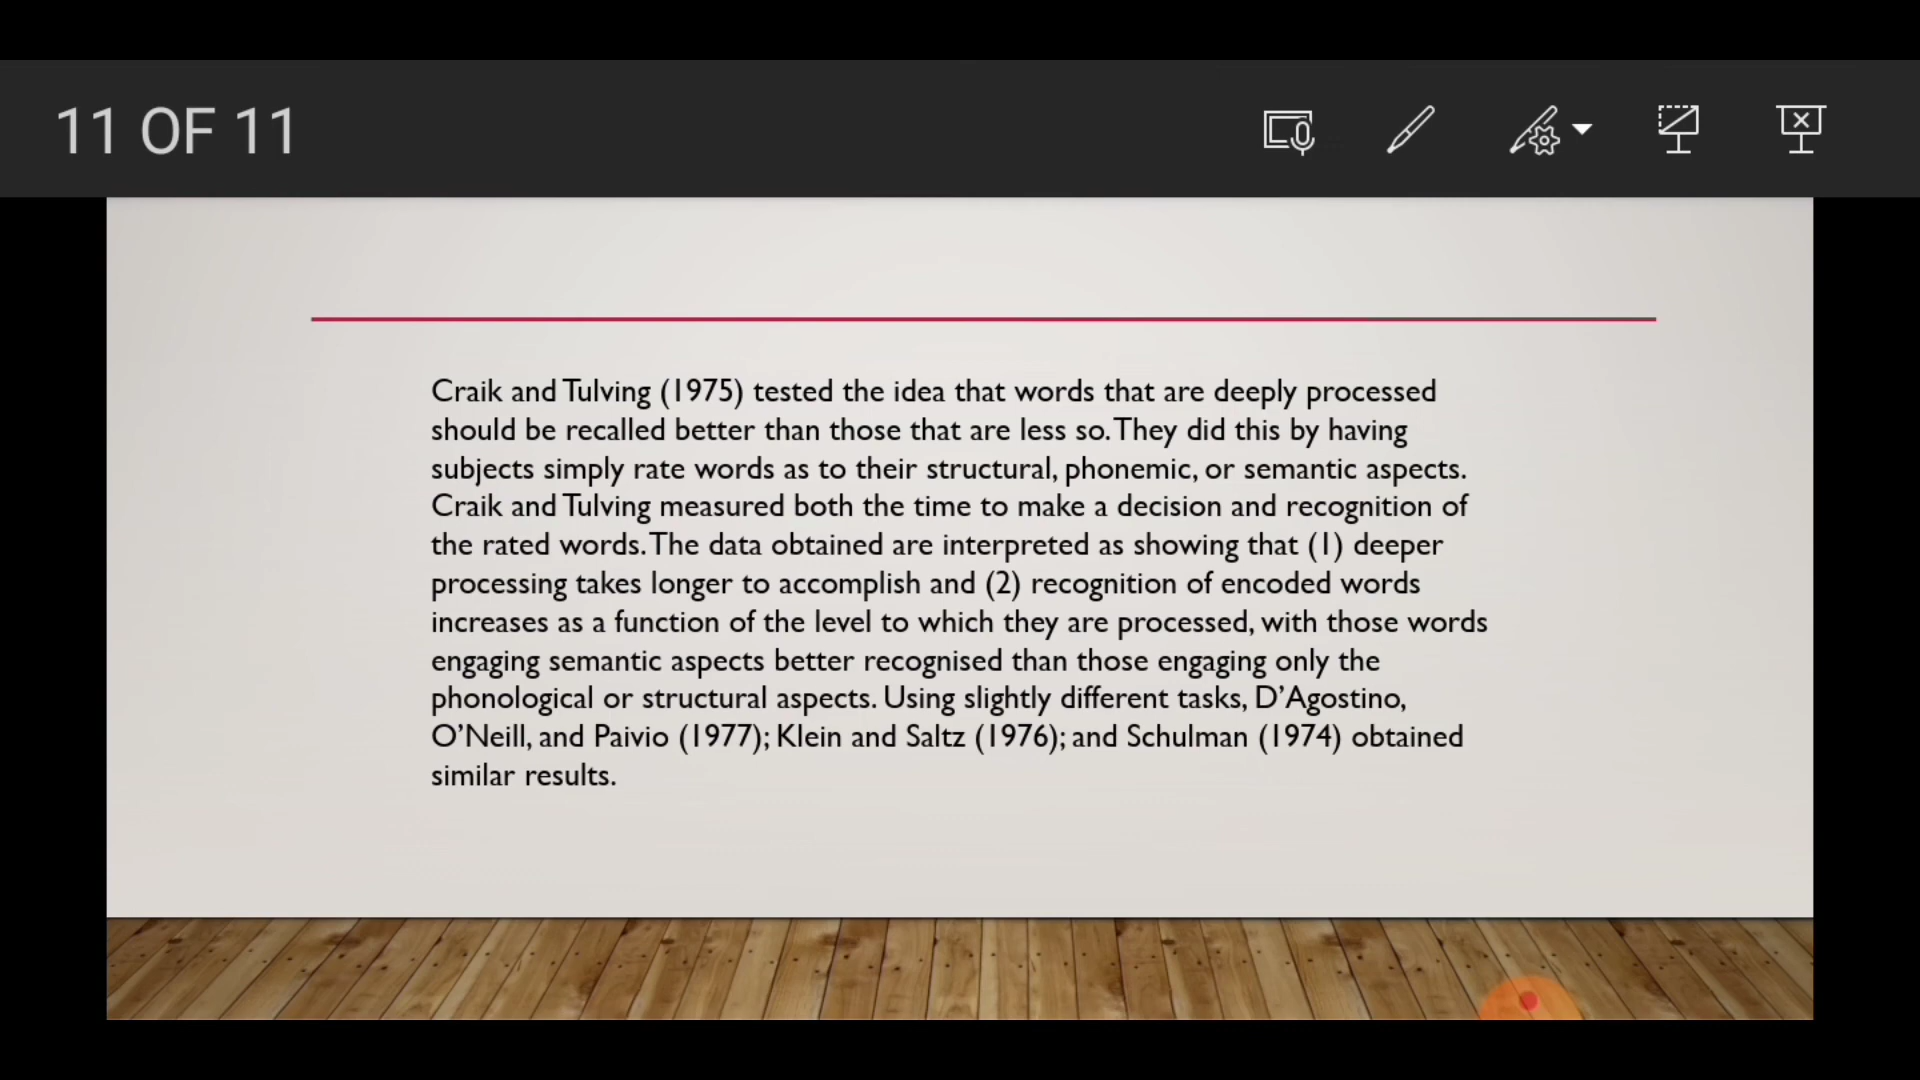 11 OF 11
Craik and Tulving (1975) tested the idea that words that are deeply processed
should be recalled better than those that are less so. They did this by having
subjects simply rate words as to their structural, phonemic, or semantic aspects.
Craik and Tulving measured both the time to make a decision and recognition of
the rated words. The data obtained are interpreted as showing that (1) deeper
processing takes longer to accomplish and (2) recognition of encoded words
increases as a function of the level to which they are processed, with those words
engaging semantic aspects better recognised than those engaging only the
phonological or structural aspects. Using slightly different tasks, D’Agostino,
O’Neill, and Paivio (1977); Klein and Saltz (1976); and Schulman (1974) obtained
similar results.